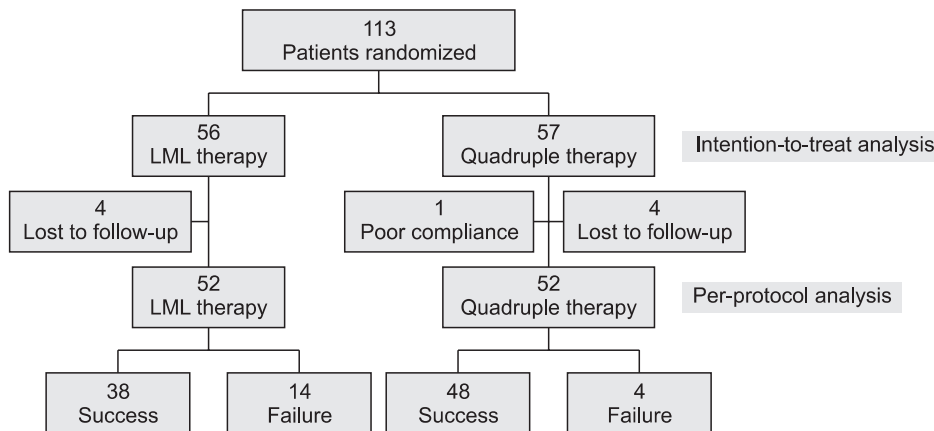 113
Patients randomized
56
LML therapy
57
Quadruple therapy
Intention-to-treat analysis
4
Lost to follow-up
1
Poor compliance
4
Lost to follow-up
52
LML therapy
52
Quadruple therapy
Per-protocol analysis
38
Success
14
Failure
48
Success
4
Failure